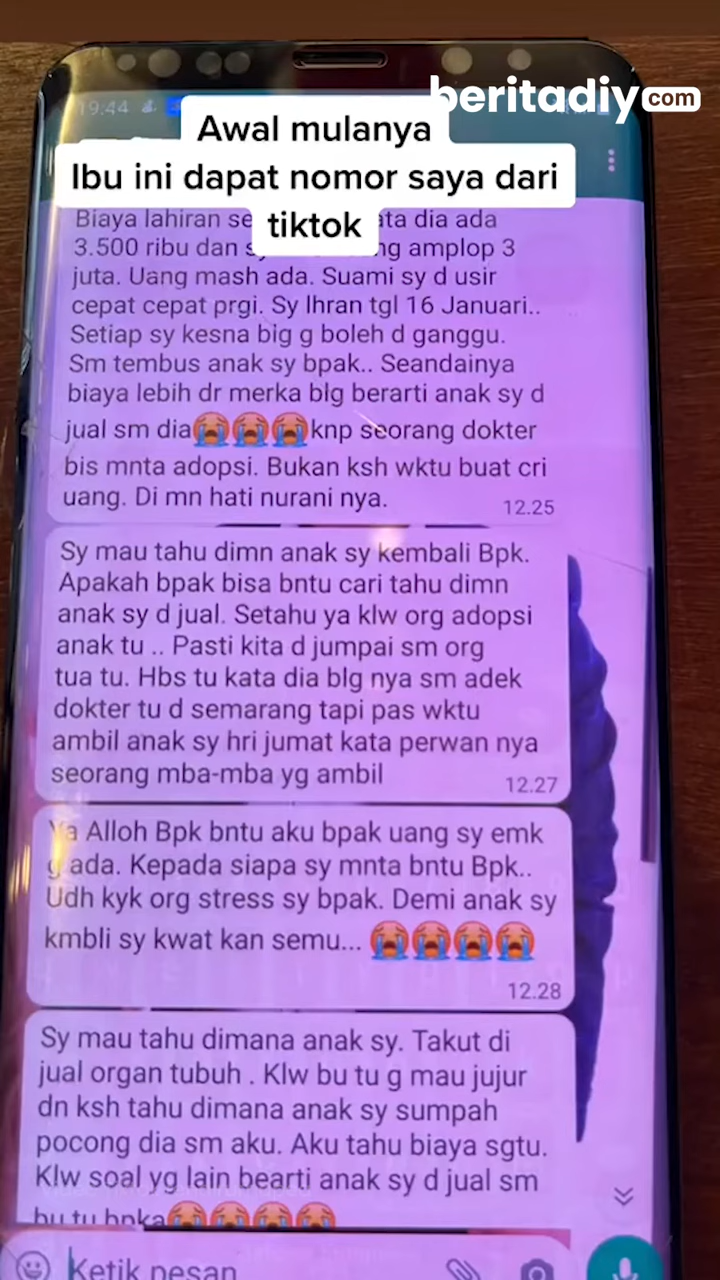 19.44
beritadiy com
Awal mulanya
Ibu ini dapat nomor saya dari
tiktok
Biaya lahiran dia ada
3.500 ribu dan amplop 3
juta. Uang mash ada. Suami sy d usir
cepat cepat prgi. Sy lhran tgl 16 Januari..
Setiap sy kesna big g boleh d ganggu.
Sm tembus anak sy bpak.. Seandainya
biaya lebih dr merka blg berarti anak sy d
jual sm dia😭😭😭knp seorang dokter
bis mnta adopsi. Bukan ksh wktu buat cri
uang. Di mn hati nurani nya.
12.25
Sy mau tahu dimn anak sy kembali Bpk.
Apakah bpak bisa bntu cari tahu dimn
anak sy d jual. Setahu ya klw org adopsi
anak tu .. Pasti kita d jumpai sm org
tua tu. Hbs tu kata dia blg nya sm adek
dokter tu d semarang tapi pas wktu
ambil anak sy hri jumat kata perwan nya
seorang mba-mba yg ambil
12.27
Ya Alloh Bpk bntu aku bpak uang sy emk
g ada. Kepada siapa sy mnta bntu Bpk..
Udh kyk org stress sy bpak. Demi anak sy
kmbli sy kwat kan semu... 😭😭😭😭
12.28
Sy mau tahu dimana anak sy. Takut di
jual organ tubuh . Klw bu tu g mau jujur
dn ksh tahu dimana anak sy sumpah
pocong dia sm aku. Aku tahu biaya sgtu.
Klw soal yg lain bearti anak sy d jual sm
bu tu bpka😭😭😭😭
Ketik pesan